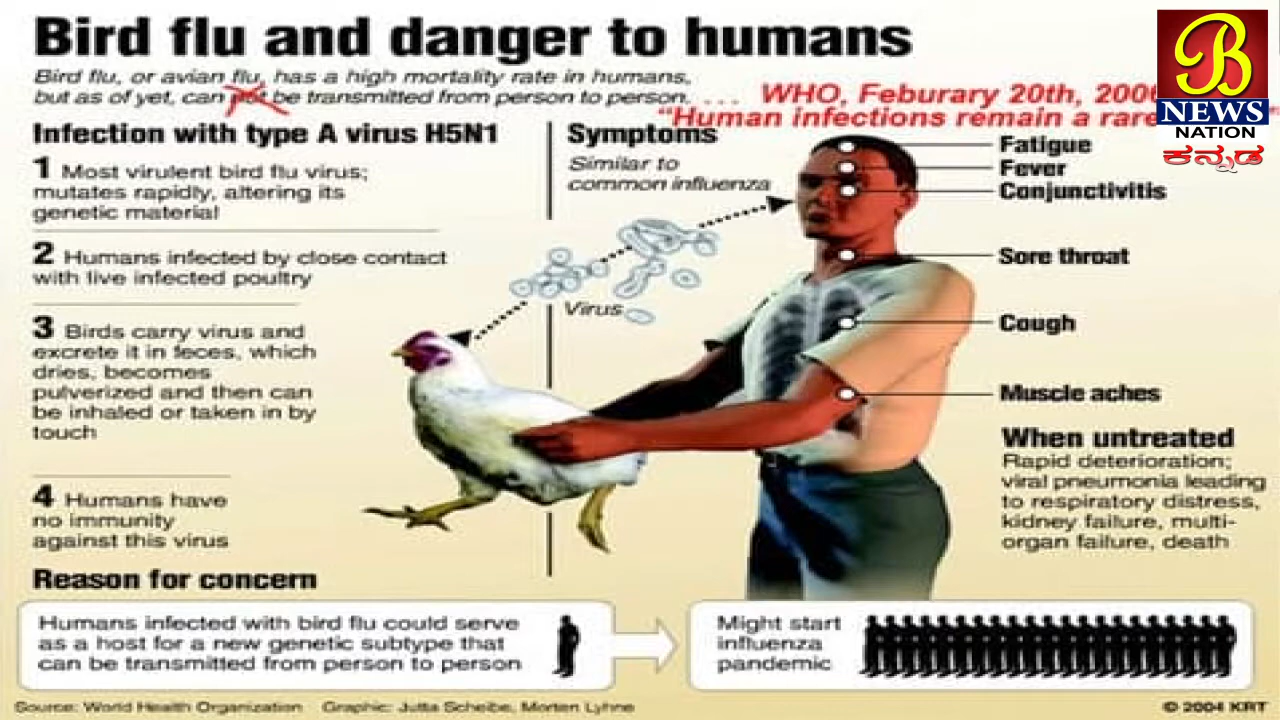 Bird flu and danger to humans
Bird flu, or avian flu, has a high mortality rate in humans,
but as of yet, can not be transmitted from person to person. ... WHO, Feburary 20th, 2006
"Human infections remain a rare
B
NEWS
NATION
ಕನ್ನಡ
Infection with type A virus H5N1
1 Most virulent bird flu virus;
mutates rapidly, altering its
genetic material
2 Humans infected by close contact
with live infected poultry
3 Birds carry virus and
excrete it in feces, which
dries, becomes
pulverized and then can
be inhaled or taken in by
touch
4 Humans have
no immunity
against this virus
Symptoms
Similar to
common influenza
Virus
Fatigue
Fever
Conjunctivitis
Sore throat
Cough
Muscle aches
When untreated
Rapid deterioration;
viral pneumonia leading
to respiratory distress,
kidney failure, multi-
organ failure, death
Reason for concern
Humans infected with bird flu could serve
as a host for a new genetic subtype that
can be transmitted from person to person
Might start
influenza
pandemic
Source: World Health Organization Graphic: Jutta Scheibe, Morten Lyhne
© 2004 KRT